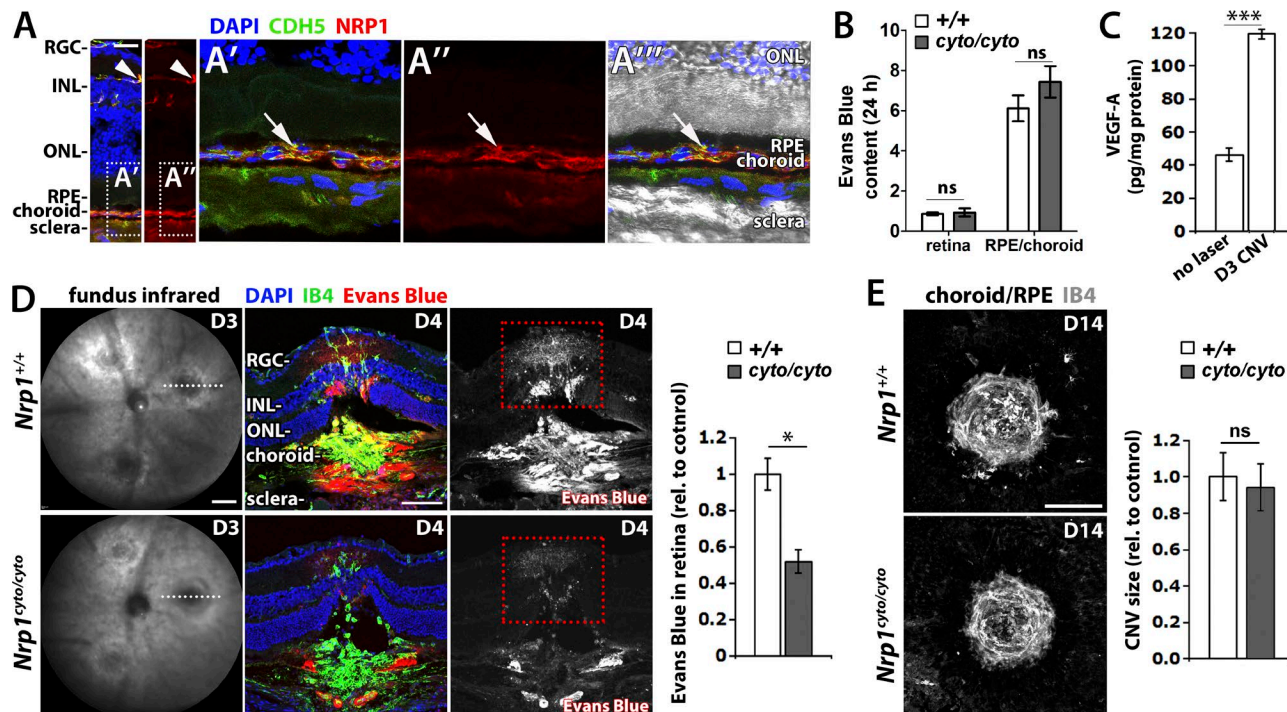 A
DAPI CDH5 NRP1
RGC-
INL-
ONL-
RPE-
choroid-
sclera-
A'
A''
A'
A''
A'''
ONL
RPE
choroid
sclera
B
+/+
cyto/cyto
Evans Blue
content (24 h)
10
8
6
4
2
0
ns
ns
retina
RPE/choroid
C
***
VEGF-A
(pg/mg protein)
120
100
80
60
40
20
0
no laser
D3 CNV
D
fundus infrared
DAPI IB4 Evans Blue
Nrp1+/+
D3
D4
D4
RGC-
INL-
ONL-
choroid-
sclera-
Evans Blue
Nrp1cyto/cyto
D3
D4
D4
Evans Blue
+/+
cyto/cyto
Evans Blue in retina (rel. to cotnrol)
1.2
1
0.8
0.6
0.4
0.2
0
*
E
choroid/RPE IB4
Nrp1+/+
D14
Nrp1cyto/cyto
D14
+/+
cyto/cyto
CNV size (rel. to cotnrol)
1.2
1.0
0.8
0.6
0.4
0.2
0.0
ns